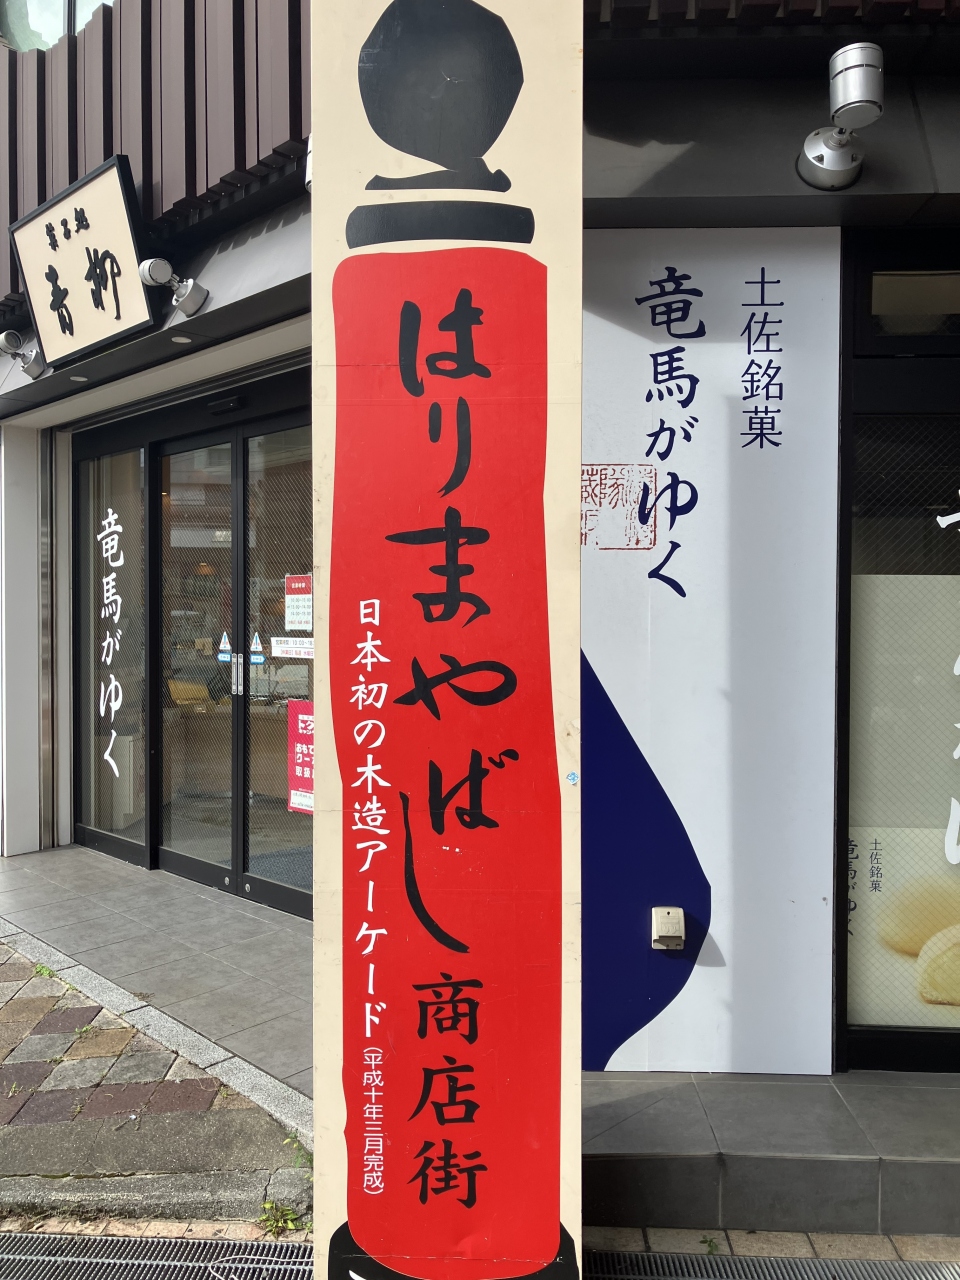 菓子処
青柳
竜馬がゆく
はりまやばし商店街
日本初の木造アーケード(平成十年三月完成)
土佐銘菓
竜馬がゆく
土佐銘菓
竜馬がゆく